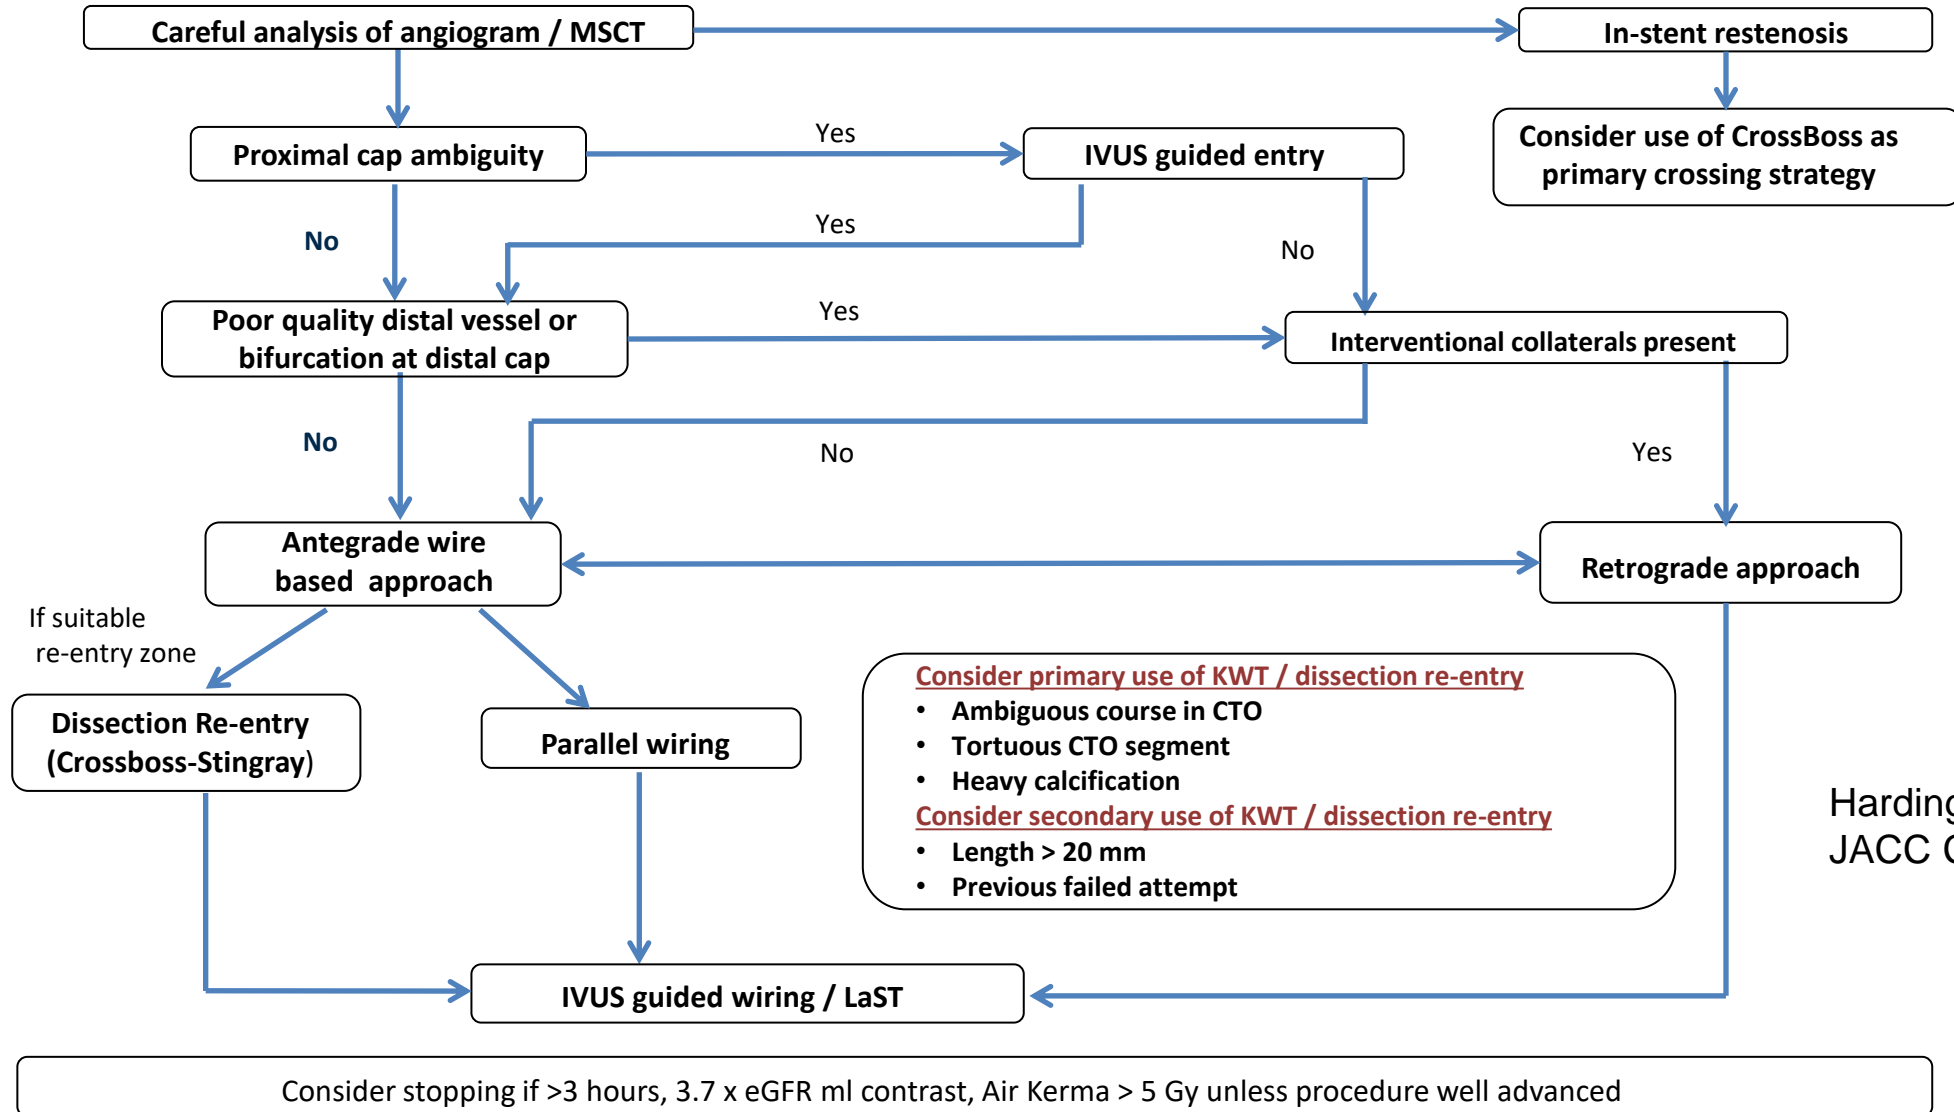 Careful analysis of angiogram / MSCT
In-stent restenosis
Proximal cap ambiguity
Yes
IVUS guided entry
Consider use of CrossBoss as
primary crossing strategy
No
Yes
No
Poor quality distal vessel or
bifurcation at distal cap
Yes
Interventional collaterals present
No
No
Yes
Antegrade wire
based approach
Retrograde approach
If suitable
re-entry zone
Dissection Re-entry
(Crossboss-Stingray)
Parallel wiring
Consider primary use of KWT / dissection re-entry
• Ambiguous course in CTO
• Tortuous CTO segment
• Heavy calcification
Consider secondary use of KWT / dissection re-entry
• Length > 20 mm
• Previous failed attempt
Harding
JACC
IVUS guided wiring / LaST
Consider stopping if >3 hours, 3.7 x eGFR ml contrast, Air Kerma > 5 Gy unless procedure well advanced